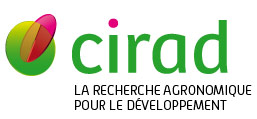 cirad
LA RECHERCHE AGRONOMIQUE
POUR LE DÉVELOPPEMENT